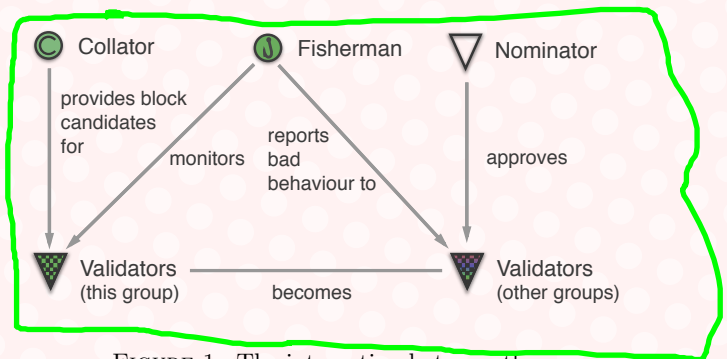 Collator
Fisherman
Nominator
provides block
candidates
for
monitors
reports
bad
behaviour to
approves
Validators
(this group)
becomes
Validators
(other groups)